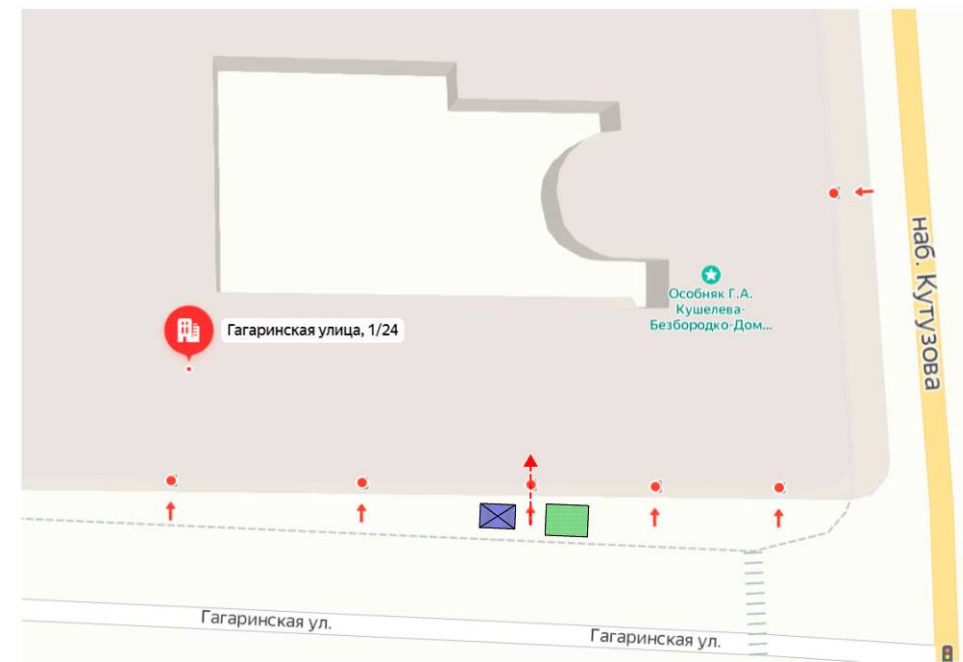 наб. Кутузова
Особняк Г.А.
Кушелева-
Безбородко Дом...
Гагаринская улица, 1/24
Гагаринская ул.
Гагаринская ул.